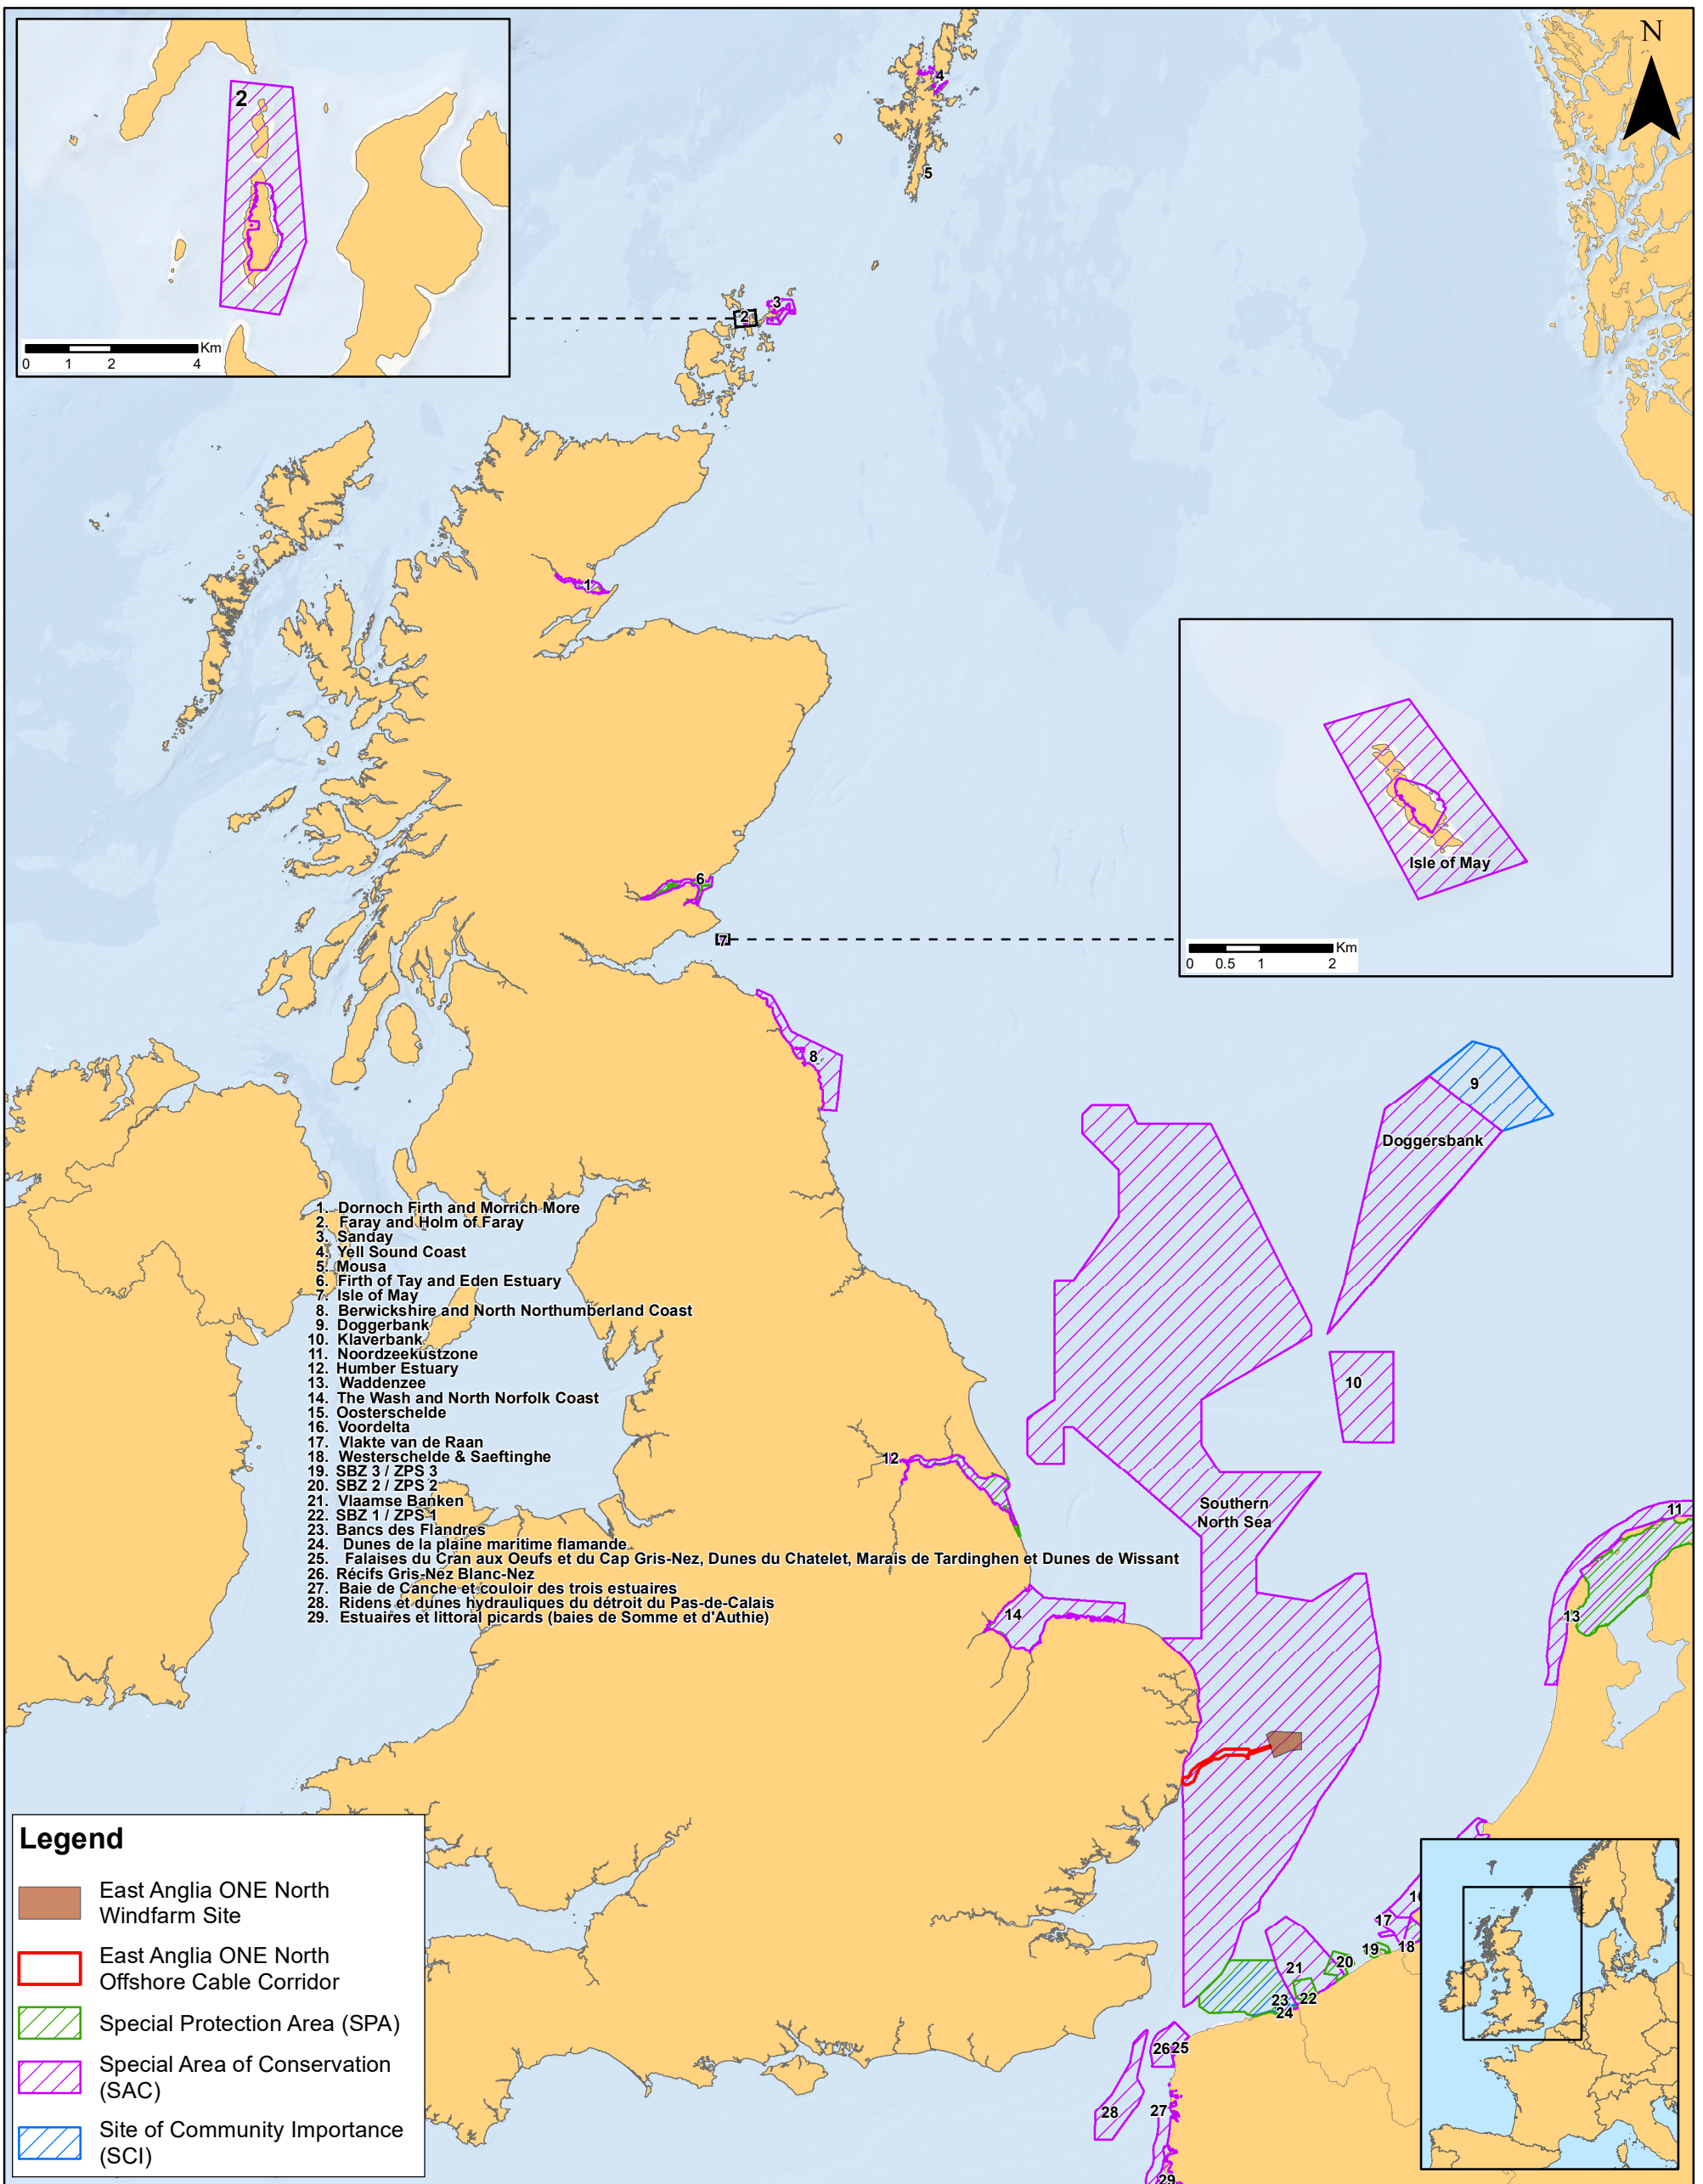 N
2
0 1 2 4 Km
4
5
3
2
1
Isle of May
0 0.5 1 2 Km
6
7
8
9
Doggersbank
10
1. Dornoch Firth and Morrich More
2. Faray and Holm of Faray
3. Sanday
4. Yell Sound Coast
5. Mousa
6. Firth of Tay and Eden Estuary
7. Isle of May
8. Berwickshire and North Northumberland Coast
9. Doggerbank
10. Klaverbank
11. Noordzeekustzone
12. Humber Estuary
13. Waddenzee
14. The Wash and North Norfolk Coast
15. Oosterschelde
16. Voordelta
17. Vlakte van de Raan
18. Westerschelde & Saeftinghe
19. SBZ 3 / ZPS 3
20. SBZ 2 / ZPS 2
21. Vlaamse Banken
22. SBZ 1 / ZPS 1
23. Bancs des Flandres
24. Dunes de la plaine maritime flamande
25. Falaises du Cran aux Oeufs et du Cap Gris-Nez, Dunes du Chatelet, Marais de Tardinghen et Dunes de Wissant
26. Récifs Gris-Nez Blanc-Nez
27. Baie de Canche et couloir des trois estuaires
28. Ridens et dunes hydrauliques du détroit du Pas-de-Calais
29. Estuaires et littoral picards (baies de Somme et d'Authie)
12
Southern
North Sea
11
13
14
17
18
19
20
21
22
23
24
26 25
27
28
29
Legend
East Anglia ONE North
Windfarm Site
East Anglia ONE North
Offshore Cable Corridor
Special Protection Area (SPA)
Special Area of Conservation
(SAC)
Site of Community Importance
(SCI)